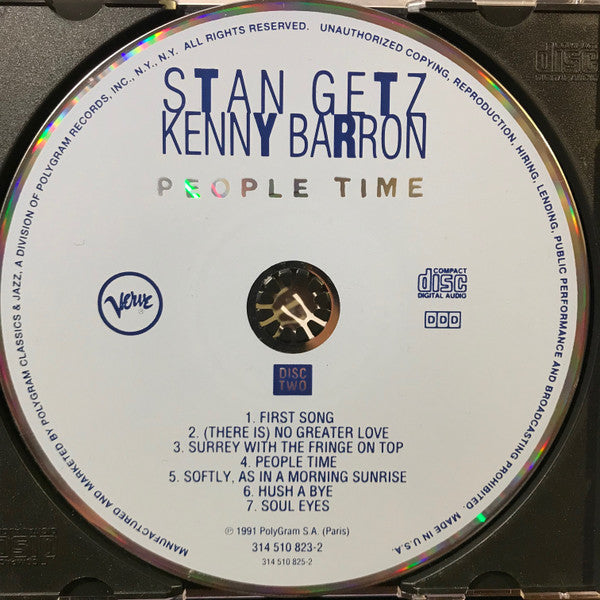 MANUFACTURED AND MARKETED BY POLYGRAM CLASSICS & JAZZ, A DIVISION OF POLYGRAM RECORDS, INC., N.Y., N.Y. ALL RIGHTS RESERVED. UNAUTHORIZED COPYING, REPRODUCTION, HIRING, LENDING, PUBLIC PERFORMANCE AND BROADCASTING PROHIBITED. MADE IN U.S.A.
STAN GETZ
KENNY BARRON
PEOPLE TIME
Verve
COMPACT
disc
DIGITAL AUDIO
DDD
DISC
TWO
1. FIRST SONG
2. (THERE IS) NO GREATER LOVE
3. SURREY WITH THE FRINGE ON TOP
4. PEOPLE TIME
5. SOFTLY, AS IN A MORNING SUNRISE
6. HUSH A BYE
7. SOUL EYES
℗ 1991 PolyGram S.A. (Paris)
314 510 823-2
314 510 825-2
disc